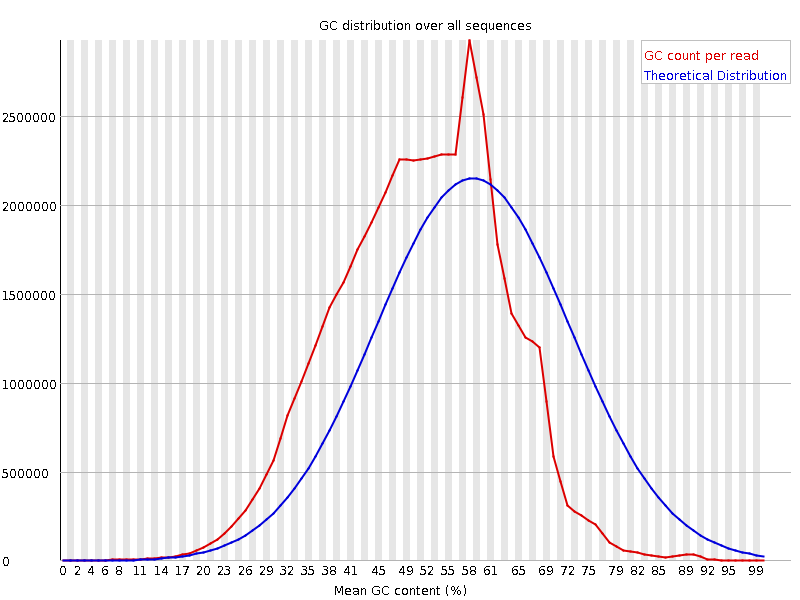 GC distribution over all sequences
GC count per read
Theoretical Distribution
2500000
2000000
1500000
1000000
500000
0
0 2 4 6 8 11 14 17 20 23 26 29 32 35 38 41 45 49 52 55 58 61 65 69 72 75 79 82 85 89 92 95 99
Mean GC content (%)